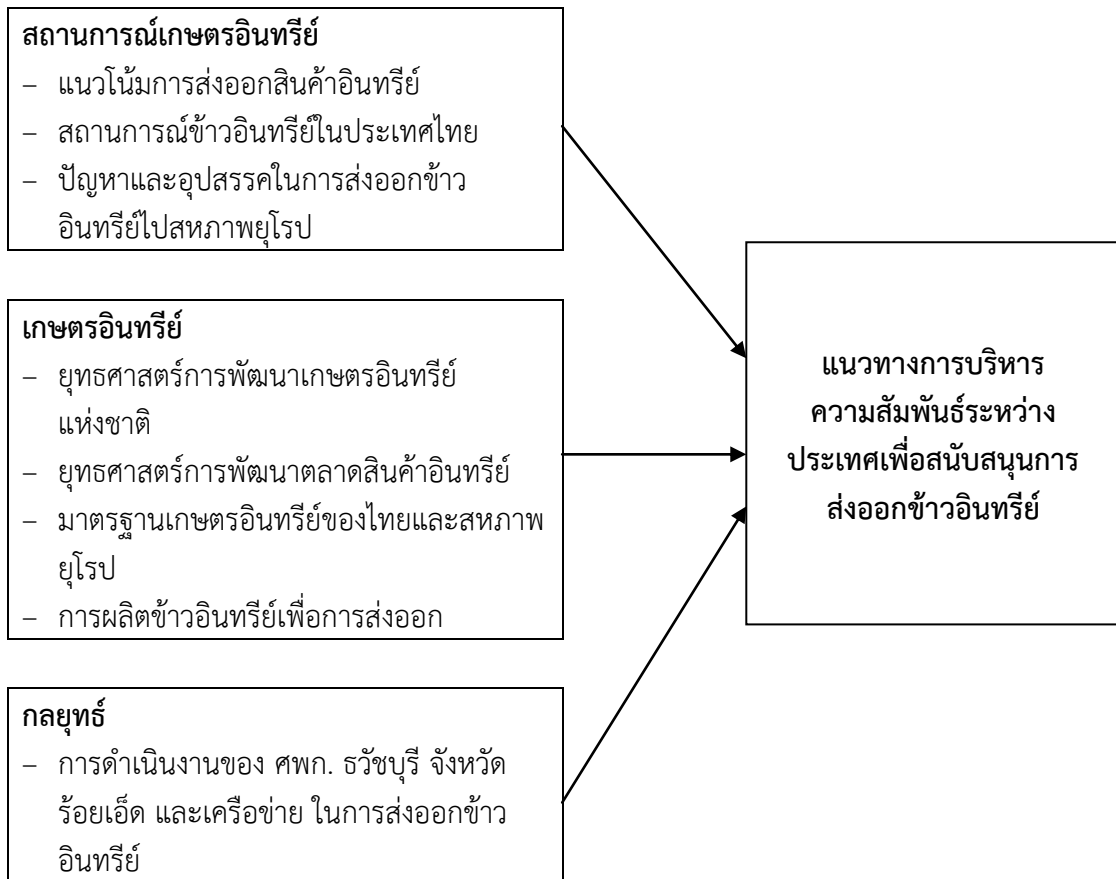 สถานการณ์เกษตรอินทรีย์
– แนวโน้มการส่งออกสินค้าอินทรีย์
– สถานการณ์ข้าวอินทรีย์ในประเทศไทย
– ปัญหาและอุปสรรคในการส่งออกข้าว
อินทรีย์ไปสหภาพยุโรป
เกษตรอินทรีย์
– ยุทธศาสตร์การพัฒนาเกษตรอินทรีย์
แห่งชาติ
– ยุทธศาสตร์การพัฒนาตลาดสินค้าอินทรีย์
– มาตรฐานเกษตรอินทรีย์ของไทยและสหภาพ
ยุโรป
– การผลิตข้าวอินทรีย์เพื่อการส่งออก
กลยุทธ์
– การดำเนินงานของ ศพก. ธวัชบุรี จังหวัด
ร้อยเอ็ด และเครือข่าย ในการส่งออกข้าว
อินทรีย์
แนวทางการบริหาร
ความสัมพันธ์ระหว่าง
ประเทศเพื่อสนับสนุนการ
ส่งออกข้าวอินทรีย์